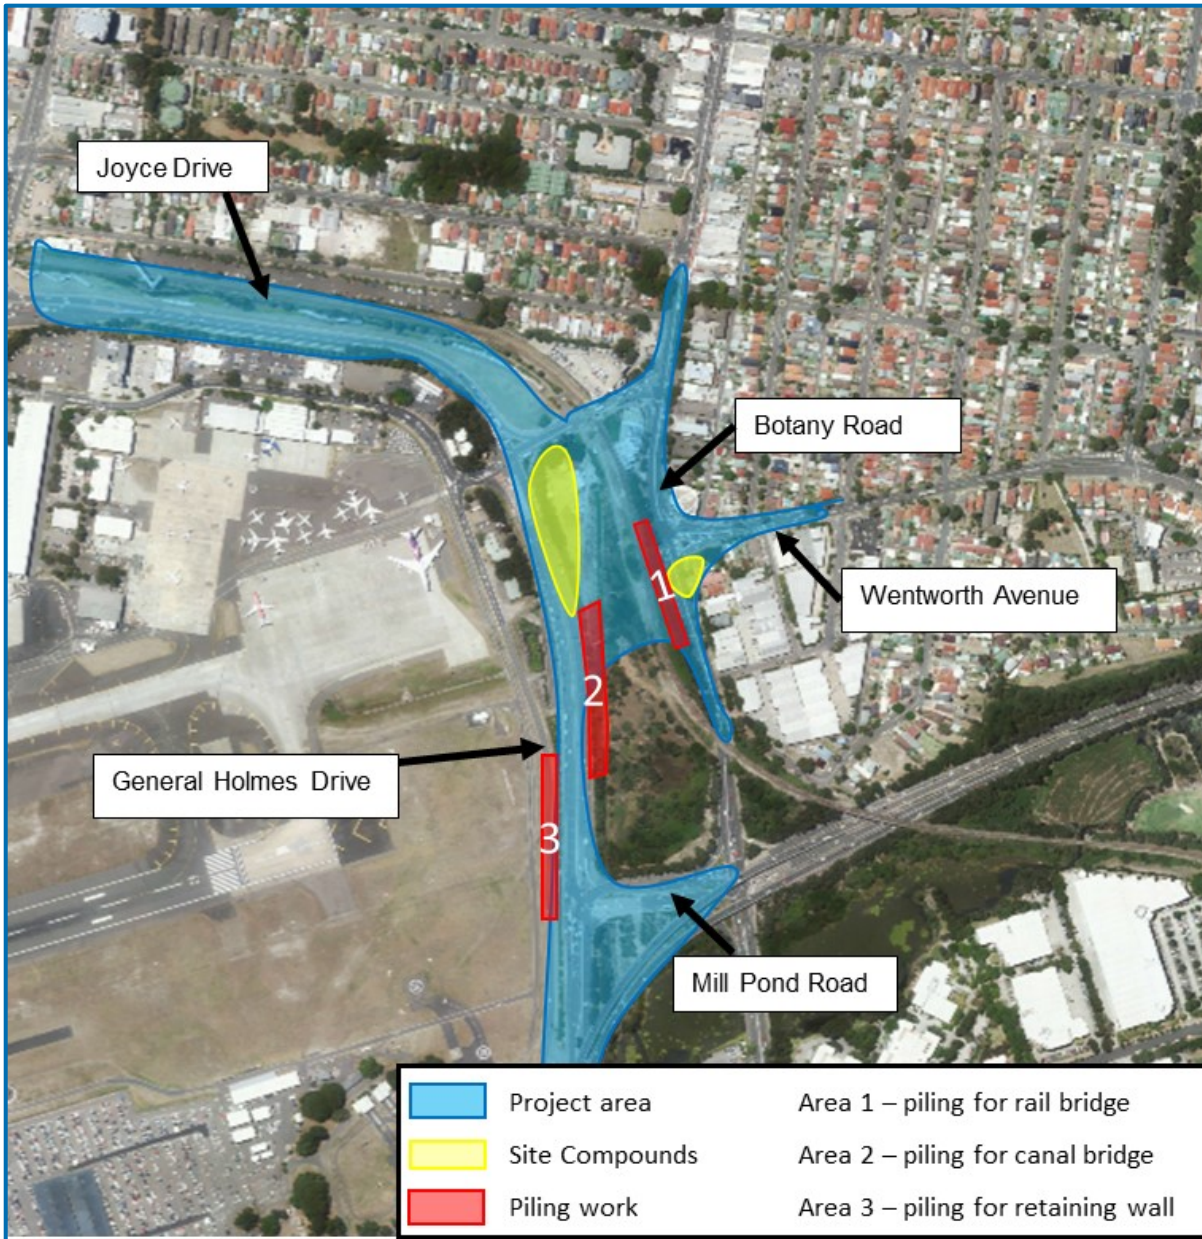 Joyce Drive
Botany Road
1
Wentworth Avenue
2
General Holmes Drive
3
Mill Pond Road
Project area
Area 1 – piling for rail bridge
Site Compounds
Area 2 – piling for canal bridge
Piling work
Area 3 – piling for retaining wall